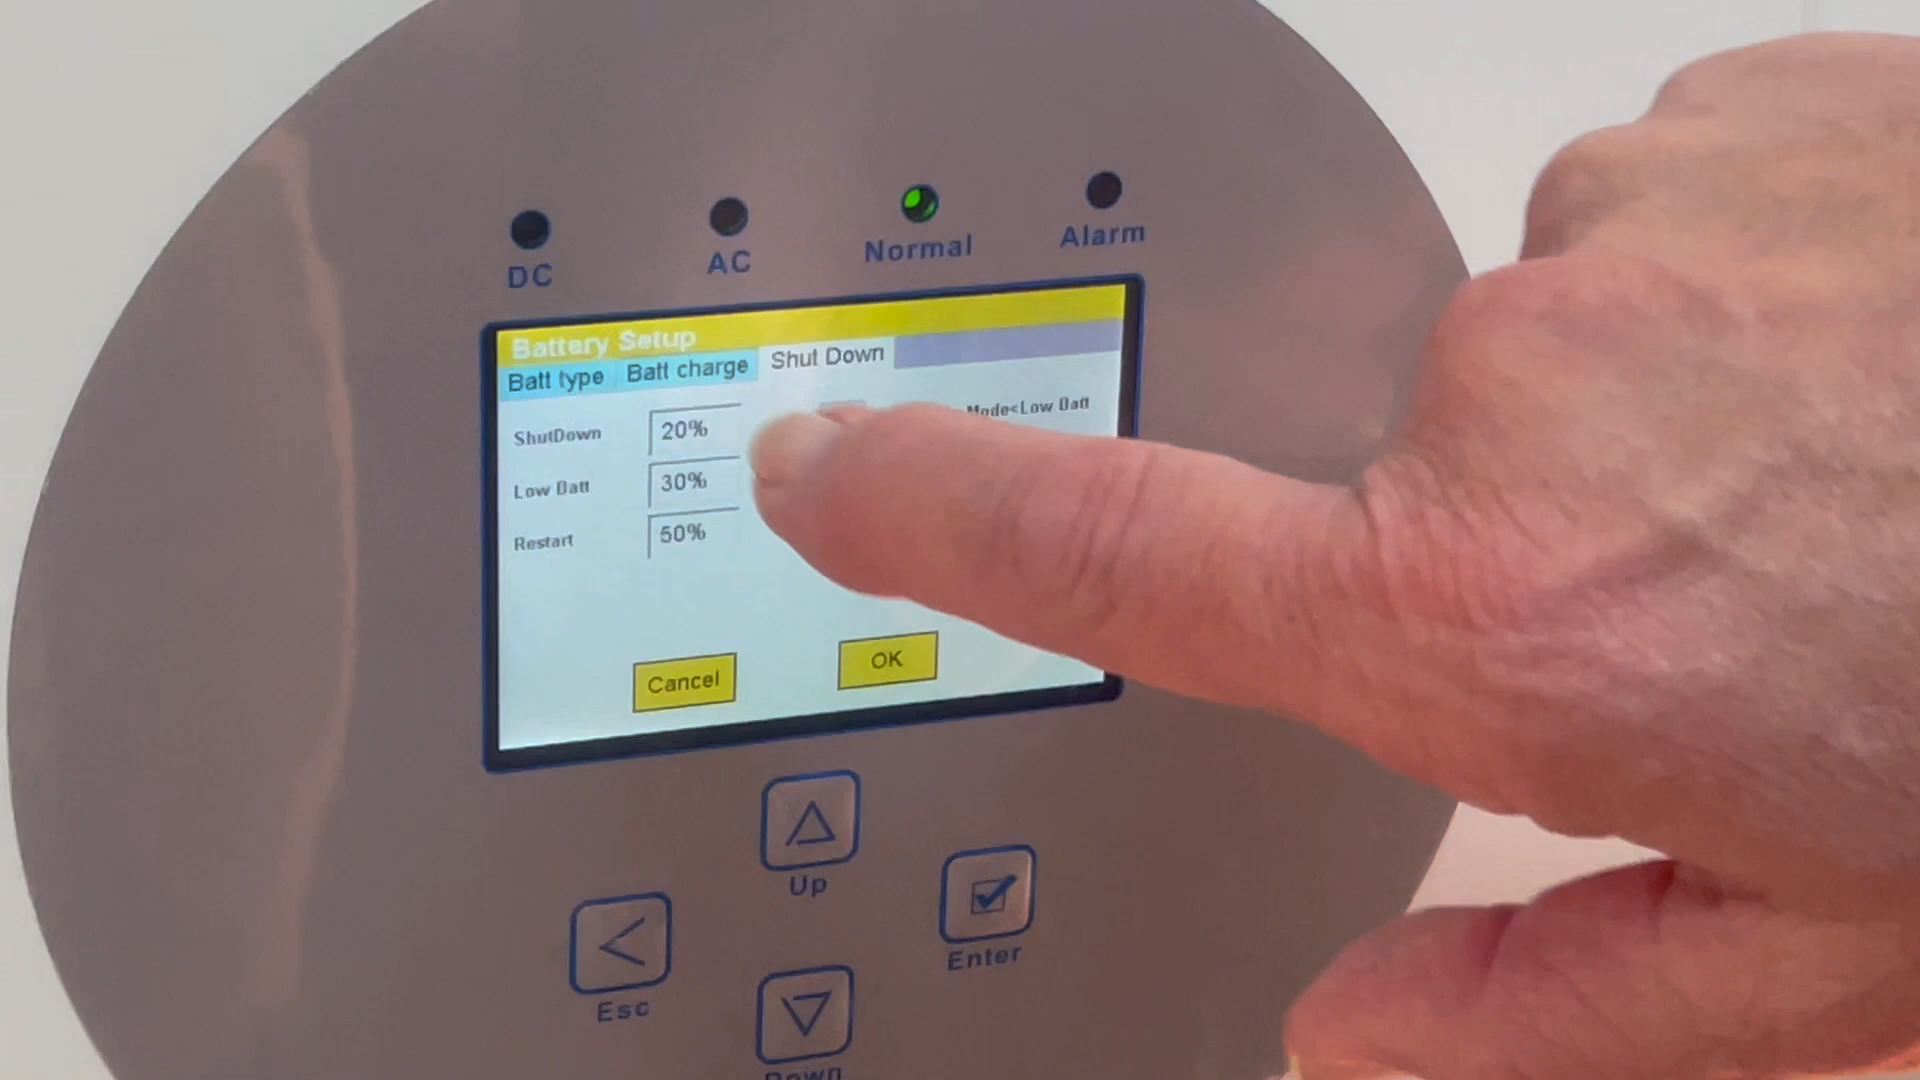 DC
AC
Normal
Alarm
Battery Setup
Batt type
Batt charge
Shut Down
ShutDown 20%
Mode<Low Batt
Low Batt 30%
Restart 50%
Cancel
OK
Up
Enter
Esc
Down